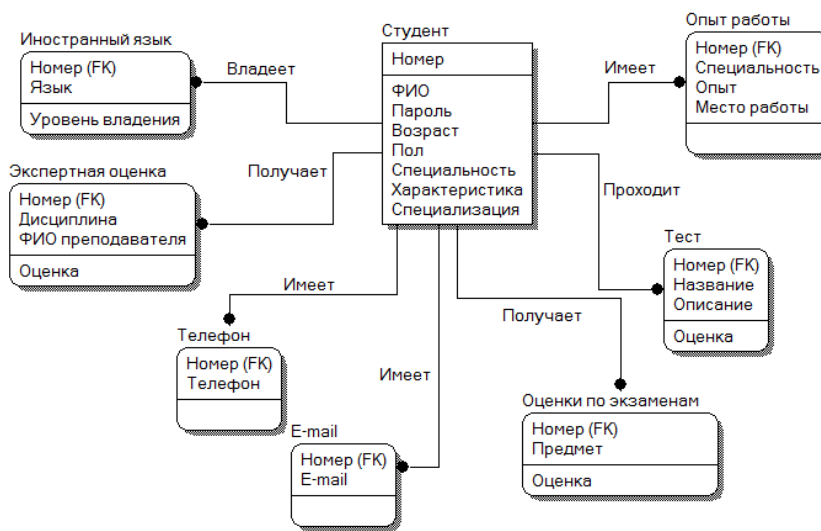 Иностранный язык
Номер (FK)
Язык
Уровень владения
Владеет
Студент
Номер
ФИО
Пароль
Возраст
Пол
Специальность
Характеристика
Специализация
Имеет
Опыт работы
Номер (FK)
Специальность
Опыт
Место работы
Экспертная оценка
Номер (FK)
Дисциплина
ФИО преподавателя
Оценка
Получает
Проходит
Тест
Номер (FK)
Название
Описание
Оценка
Имеет
Телефон
Номер (FK)
Телефон
Имеет
E-mail
Номер (FK)
E-mail
Получает
Оценки по экзаменам
Номер (FK)
Предмет
Оценка